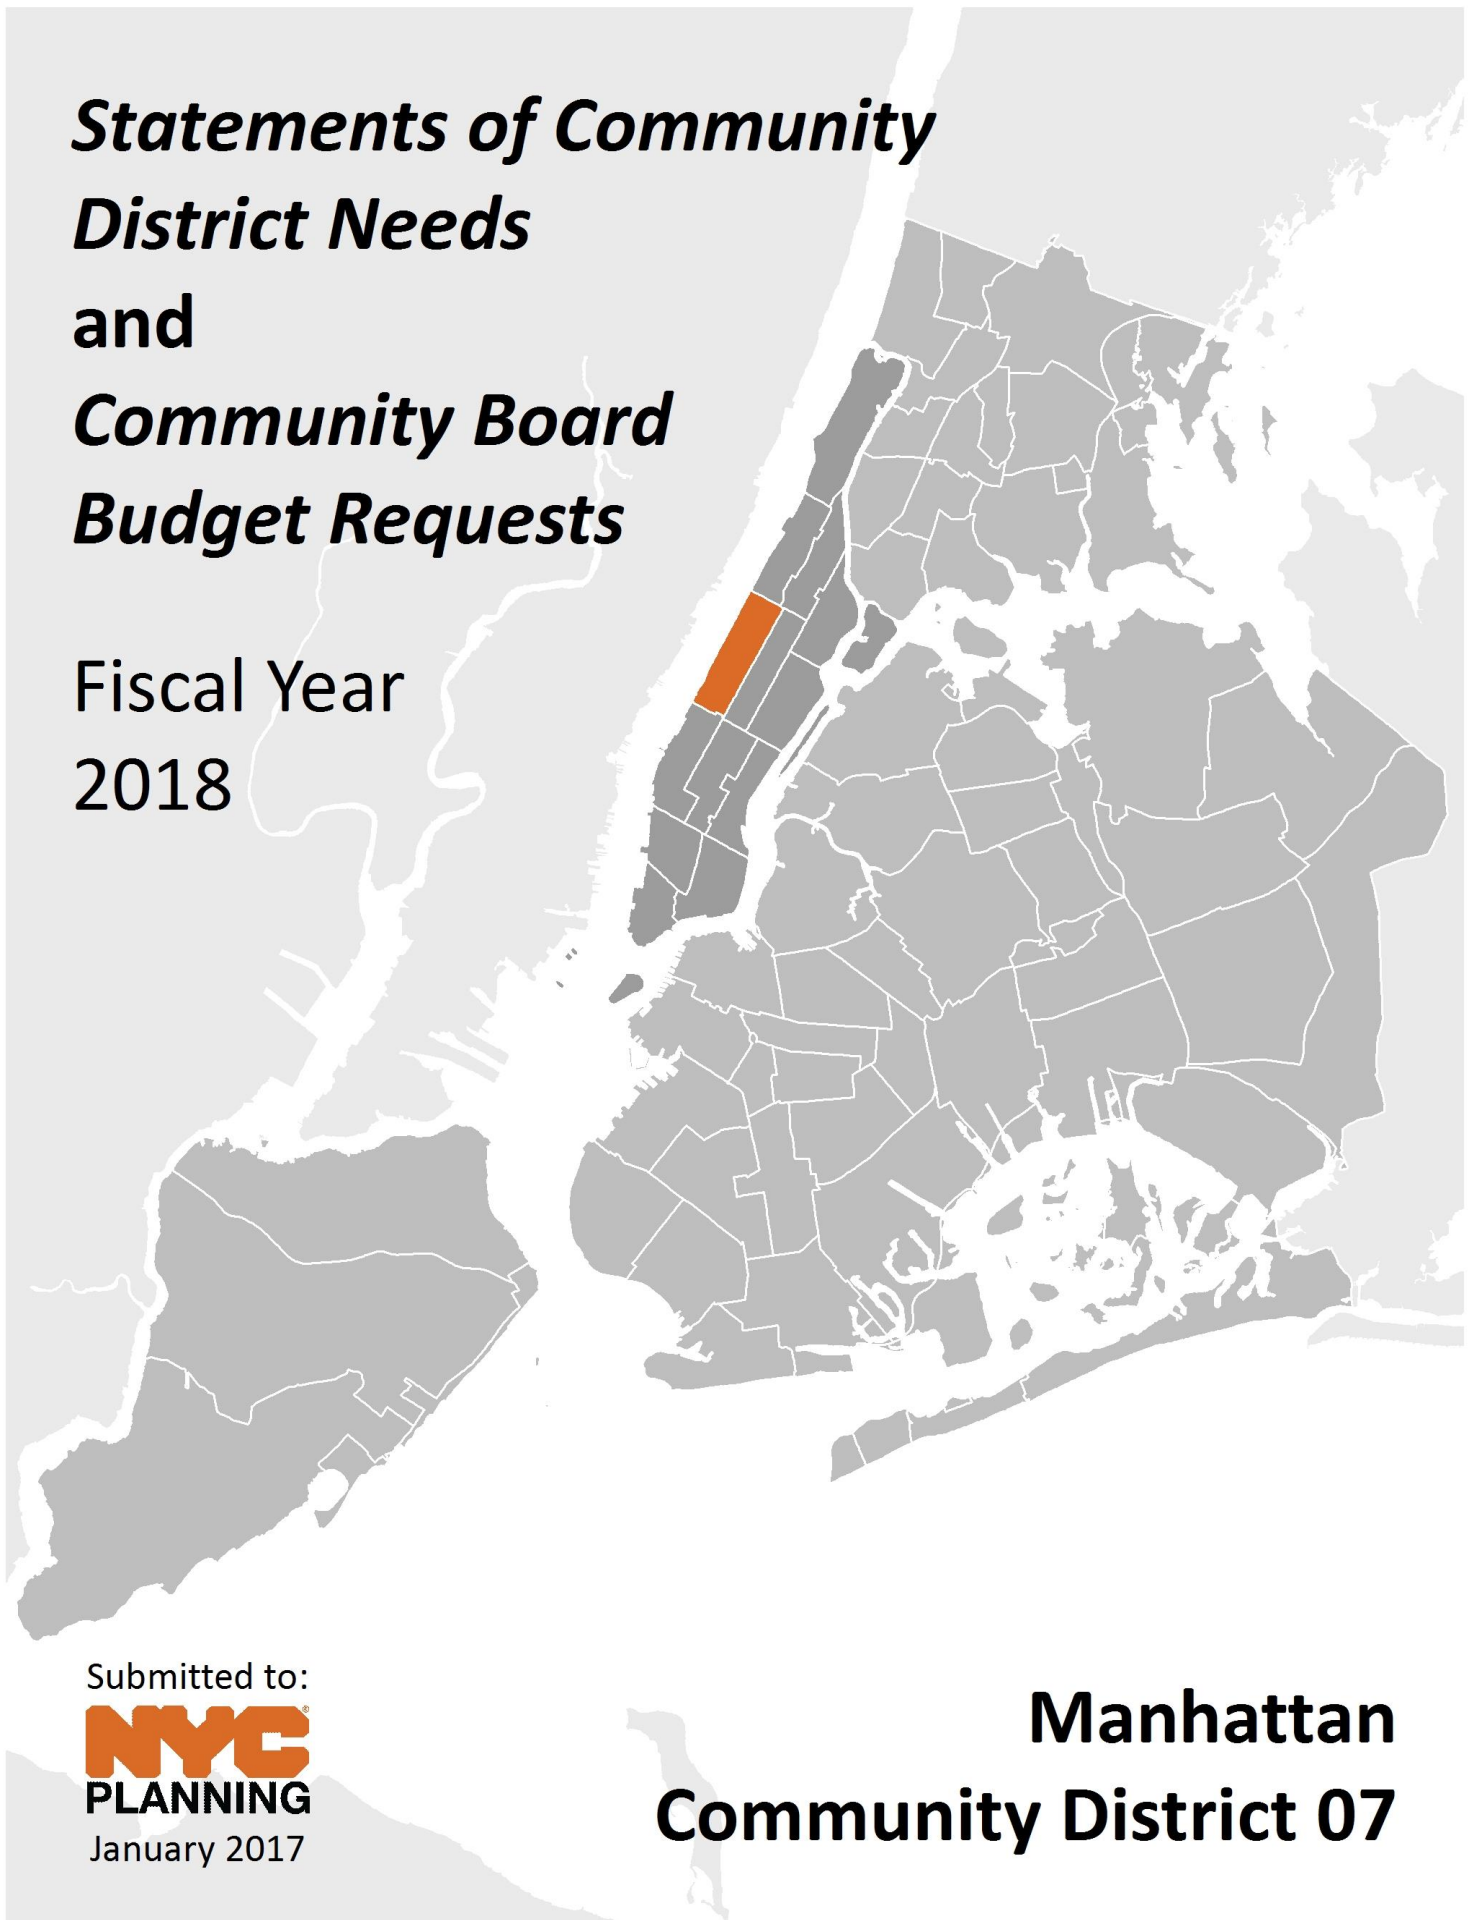 Statements of Community
District Needs
and
Community Board
Budget Requests
Fiscal Year
2018
Submitted to:
NYC®
PLANNING
January 2017
Manhattan
Community District 07